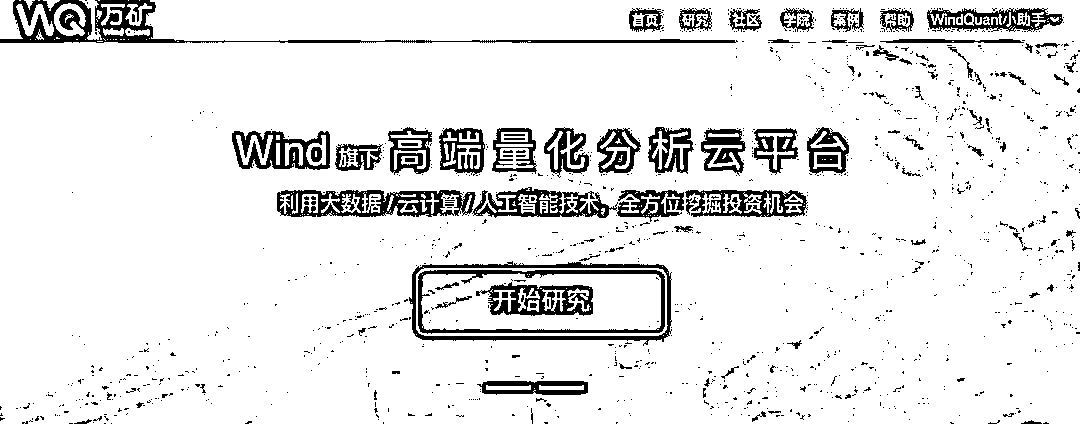 WQ 万矿
Wind Quant
首页 研究 社区 学院 案例 帮助 WindQuant小助手
Wind 旗下 高端量化分析云平台
利用大数据 / 云计算 / 人工智能技术，全方位挖掘投资机会
开始研究